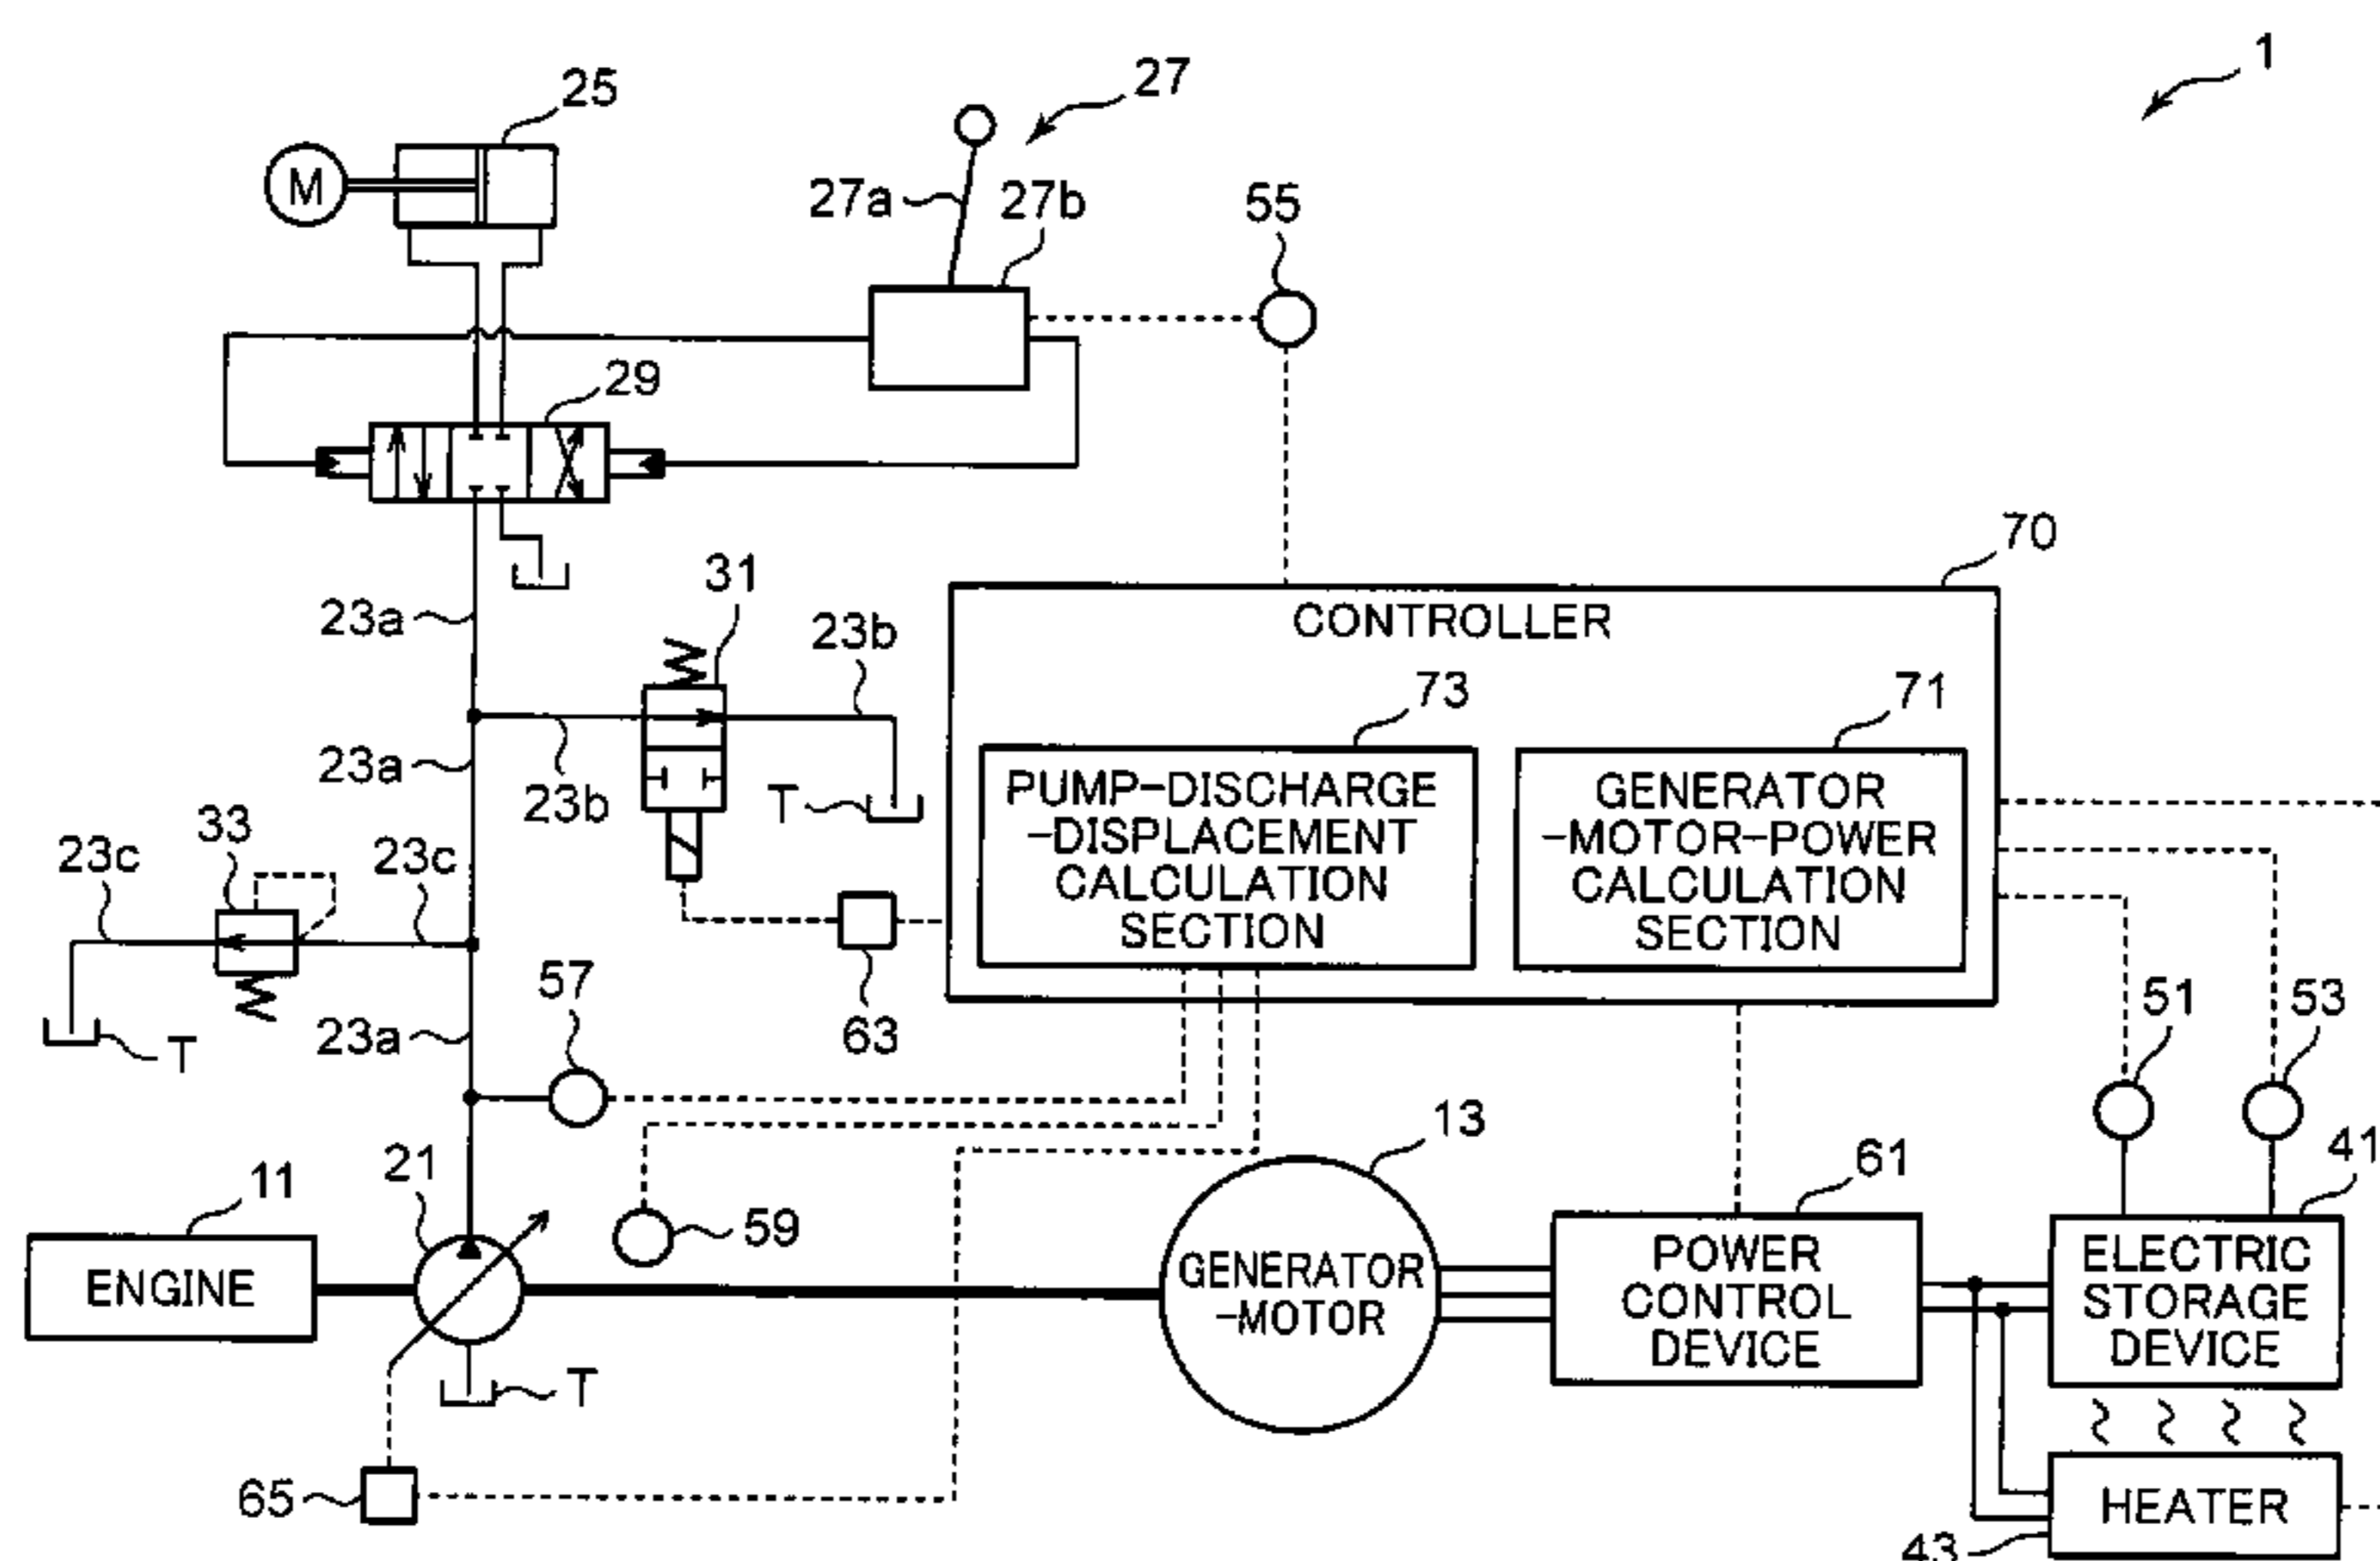 1
25
27
M
27a
27b
55
29
70
31
CONTROLLER
23a
23b
73
71
23a
23b
T
PUMP-DISCHARGE
-DISPLACEMENT
CALCULATION
SECTION
GENERATOR
-MOTOR-POWER
CALCULATION
SECTION
33
23c
23c
57
63
51
53
23a
T
13
21
61
41
11
59
ENGINE
GENERATOR
-MOTOR
POWER
CONTROL
DEVICE
ELECTRIC
STORAGE
DEVICE
T
65
HEATER
43